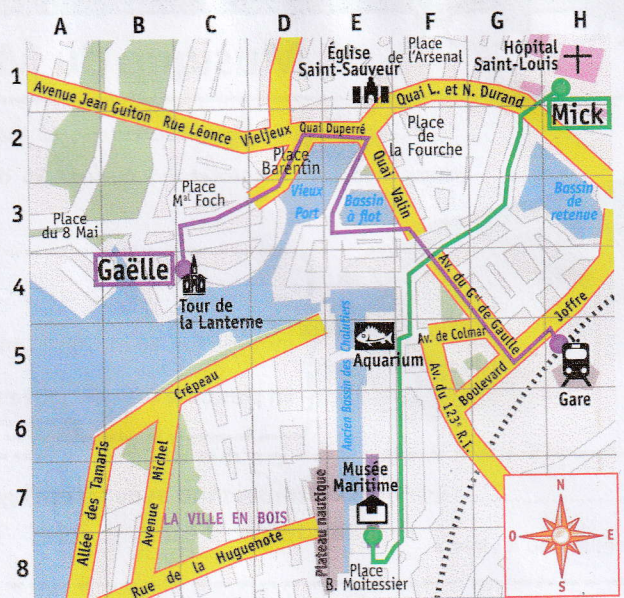 A B C D E F G H
1
2
3
4
5
6
7
8
Église
Saint-Sauveur
Place
de l'Arsenal
Hôpital
Saint-Louis
Mick
Avenue Jean Guiton
Rue Léonce Vieljeux
Quai Duperré
Quai L. et N. Durand
Place
de
la Fourche
Place
Barentin
Quai Valin
Place
Mal Foch
Vieux
Port
Bassin
à flot
Bassin
de
retenue
Place
du 8 Mai
Gaëlle
Tour de
la Lanterne
Av. du Gal de Gaulle
Joffre
Boulevard
Av. de Colmar
Av. du 123e R.I.
Aquarium
Ancien Bassin des Chalutiers
Gare
Crépeau
Michel
Avenue
Allée des Tamaris
Musée
Maritime
LA VILLE EN BOIS
Plateau nautique
Rue de la Huguenote
Place
B. Moitessier
N
O
E
S